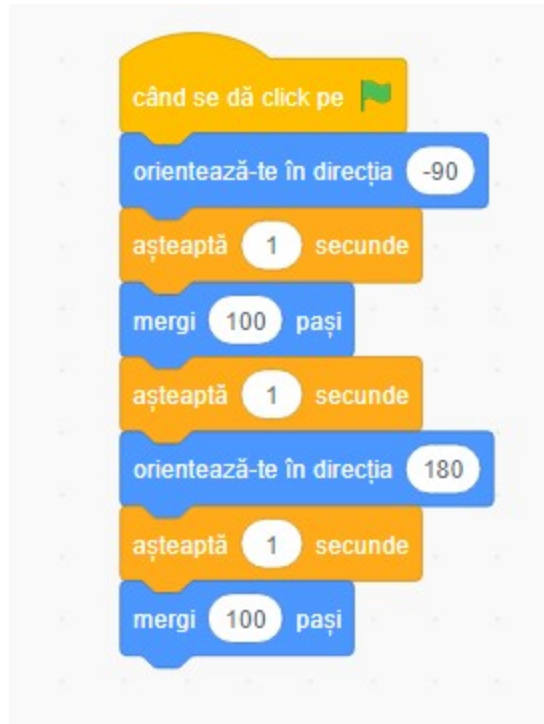 când se dă click pe
orientează-te în direcția -90
așteaptă 1 secunde
mergi 100 pași
așteaptă 1 secunde
orientează-te în direcția 180
așteaptă 1 secunde
mergi 100 pași